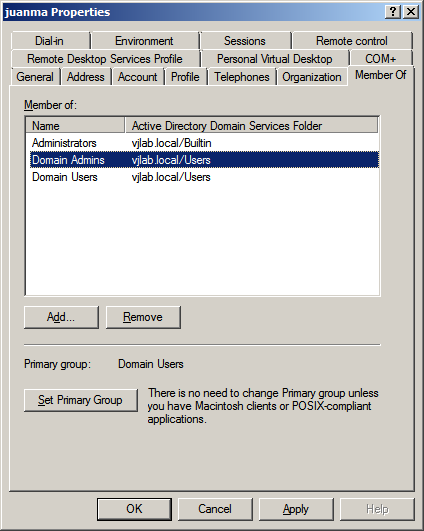 juanma Properties
Dial-in Environment Sessions Remote control
Remote Desktop Services Profile Personal Virtual Desktop COM+
General Address Account Profile Telephones Organization Member Of
Member of:
Name Active Directory Domain Services Folder
Administrators vjlab.local/Builtin
Domain Admins vjlab.local/Users
Domain Users vjlab.local/Users
Add... Remove
Primary group: Domain Users
Set Primary Group
There is no need to change Primary group unless
you have Macintosh clients or POSIX-compliant
applications.
OK Cancel Apply Help